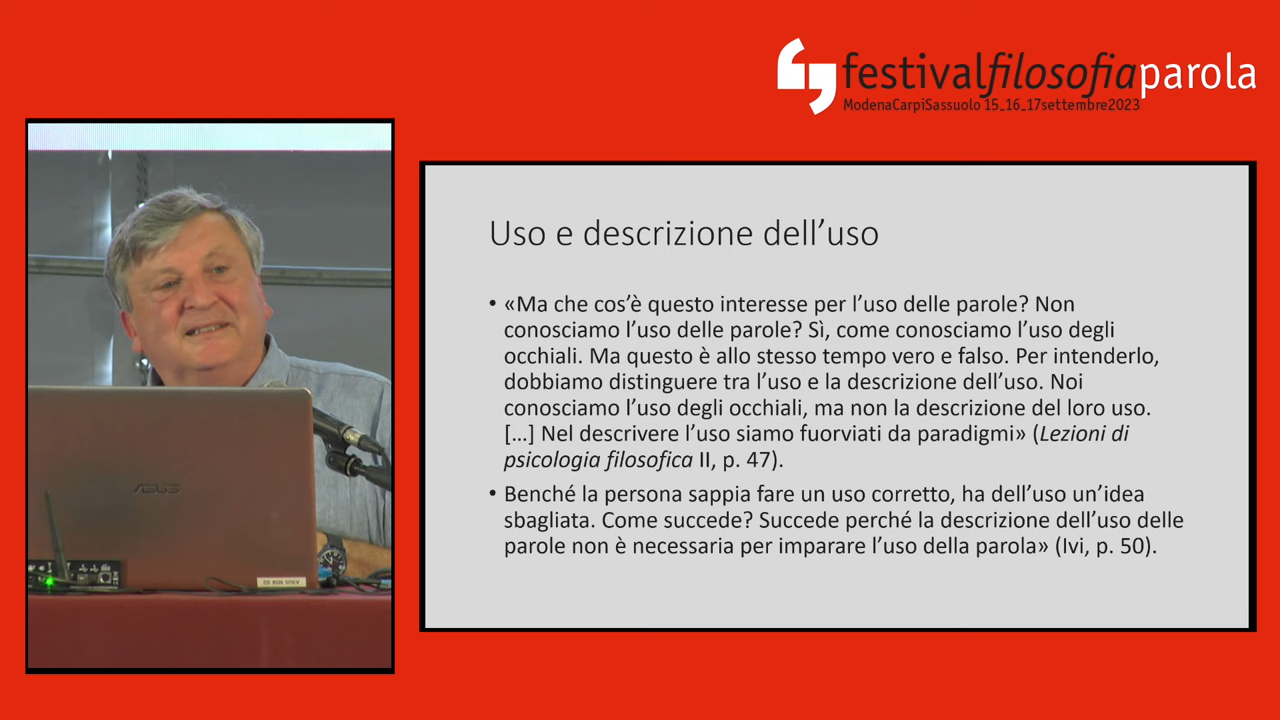 festivalfilosofiaparola
ModenaCarpiSassuolo 15_16_17settembre2023
Uso e descrizione dell’uso
• «Ma che cos’è questo interesse per l’uso delle parole? Non
conosciamo l’uso delle parole? Sì, come conosciamo l’uso degli
occhiali. Ma questo è allo stesso tempo vero e falso. Per intenderlo,
dobbiamo distinguere tra l’uso e la descrizione dell’uso. Noi
conosciamo l’uso degli occhiali, ma non la descrizione del loro uso.
[…] Nel descrivere l’uso siamo fuorviati da paradigmi» (Lezioni di
psicologia filosofica II, p. 47).
• Benché la persona sappia fare un uso corretto, ha dell’uso un’idea
sbagliata. Come succede? Succede perché la descrizione dell’uso delle
parole non è necessaria per imparare l’uso della parola» (Ivi, p. 50).
ASUS